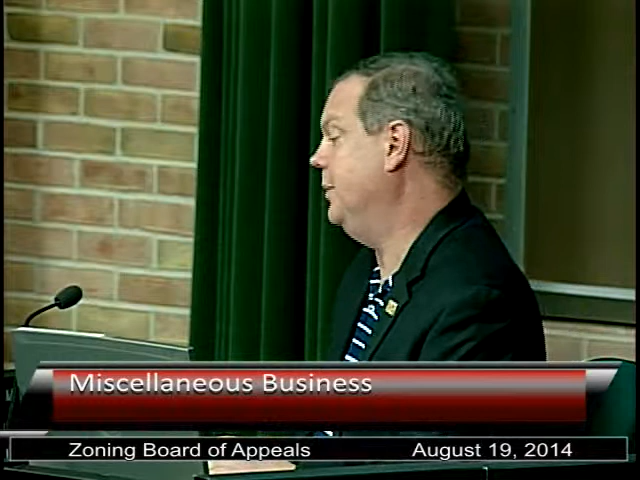 Miscellaneous Business
Zoning Board of Appeals August 19, 2014